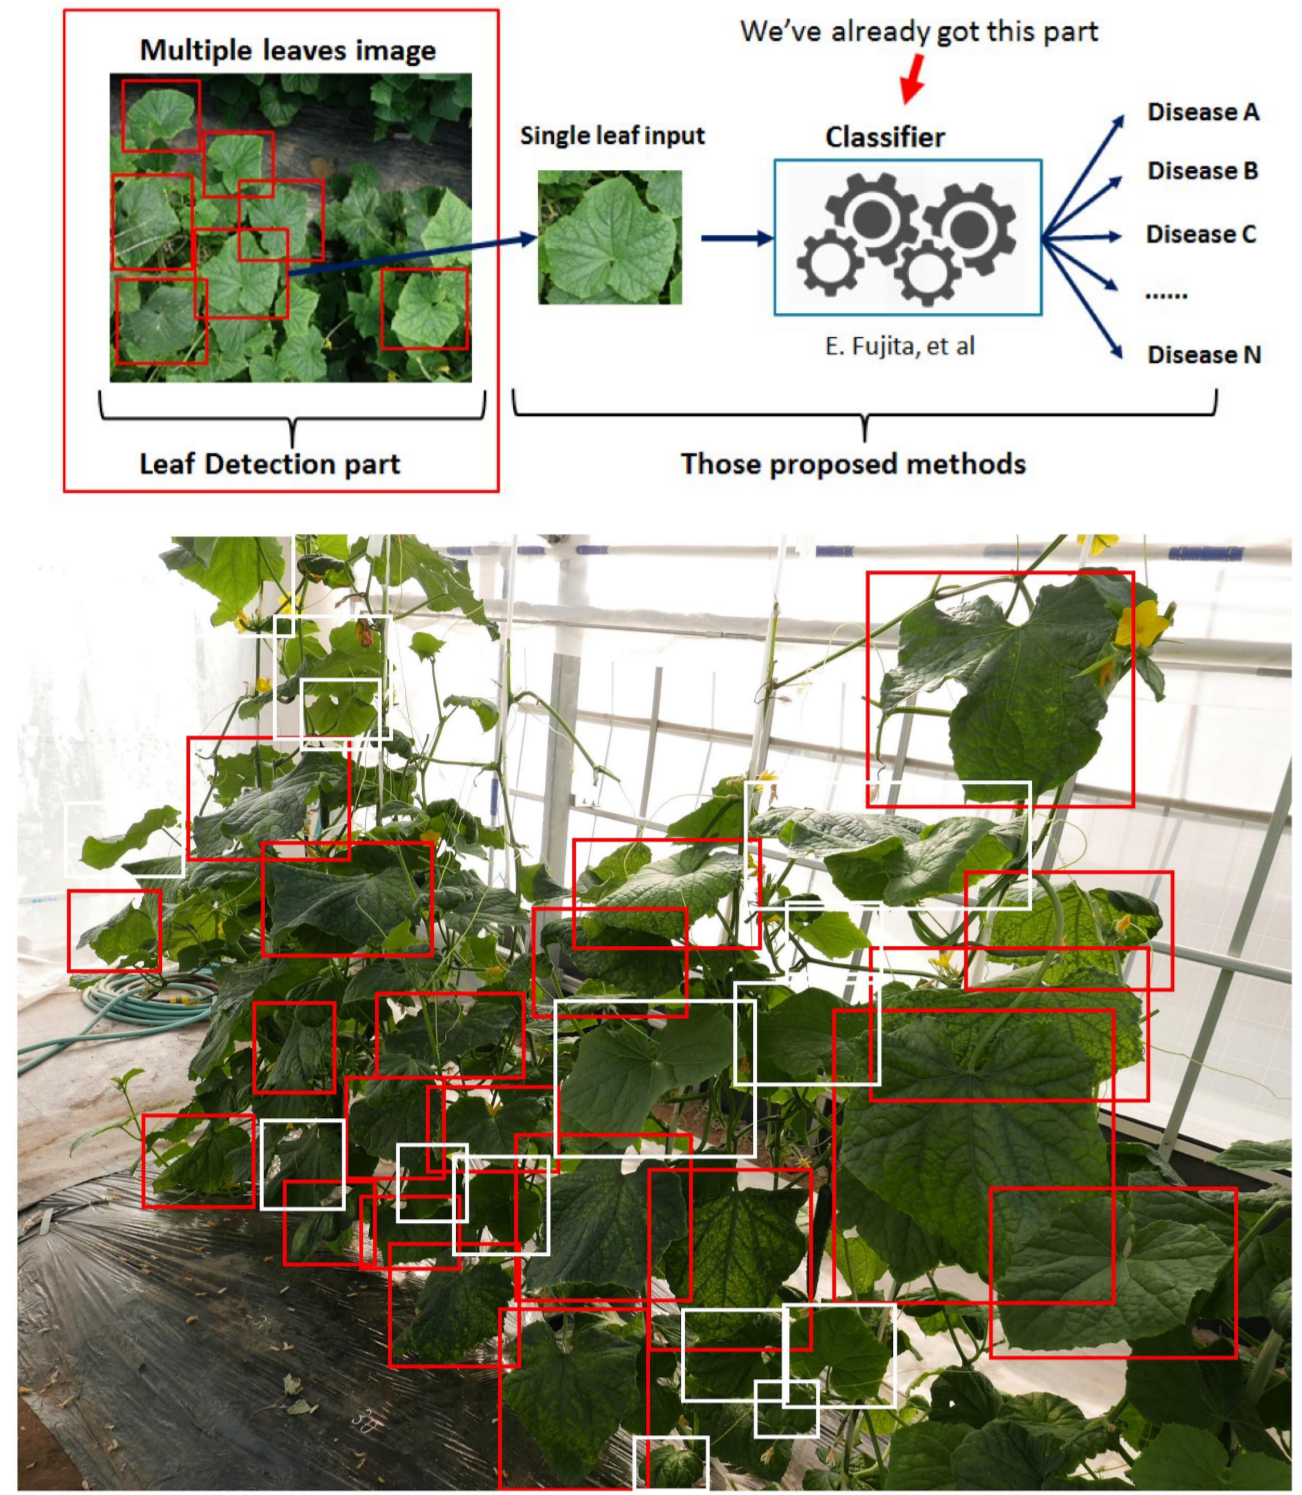 We've already got this part
Multiple leaves image
Single leaf input
Classifier
Disease A
Disease B
Disease C
......
Disease N
E. Fujita, et al
Leaf Detection part
Those proposed methods
38